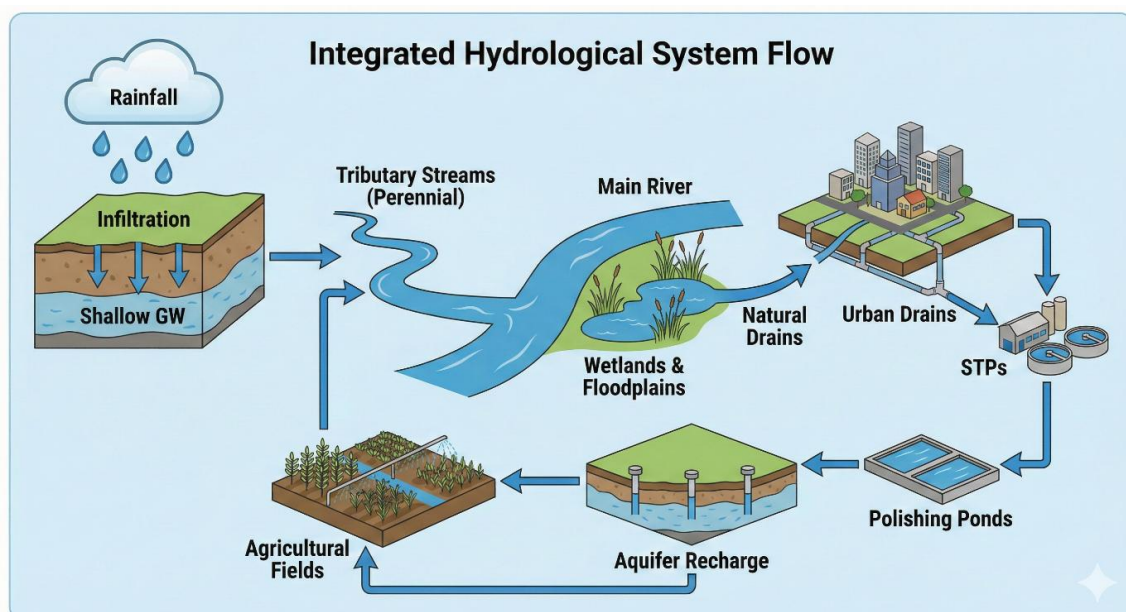 Integrated Hydrological System Flow
Rainfall
Infiltration
Shallow GW
Tributary Streams
(Perennial)
Main River
Wetlands &
Floodplains
Natural
Drains
Urban Drains
STPs
Polishing Ponds
Aquifer Recharge
Agricultural
Fields